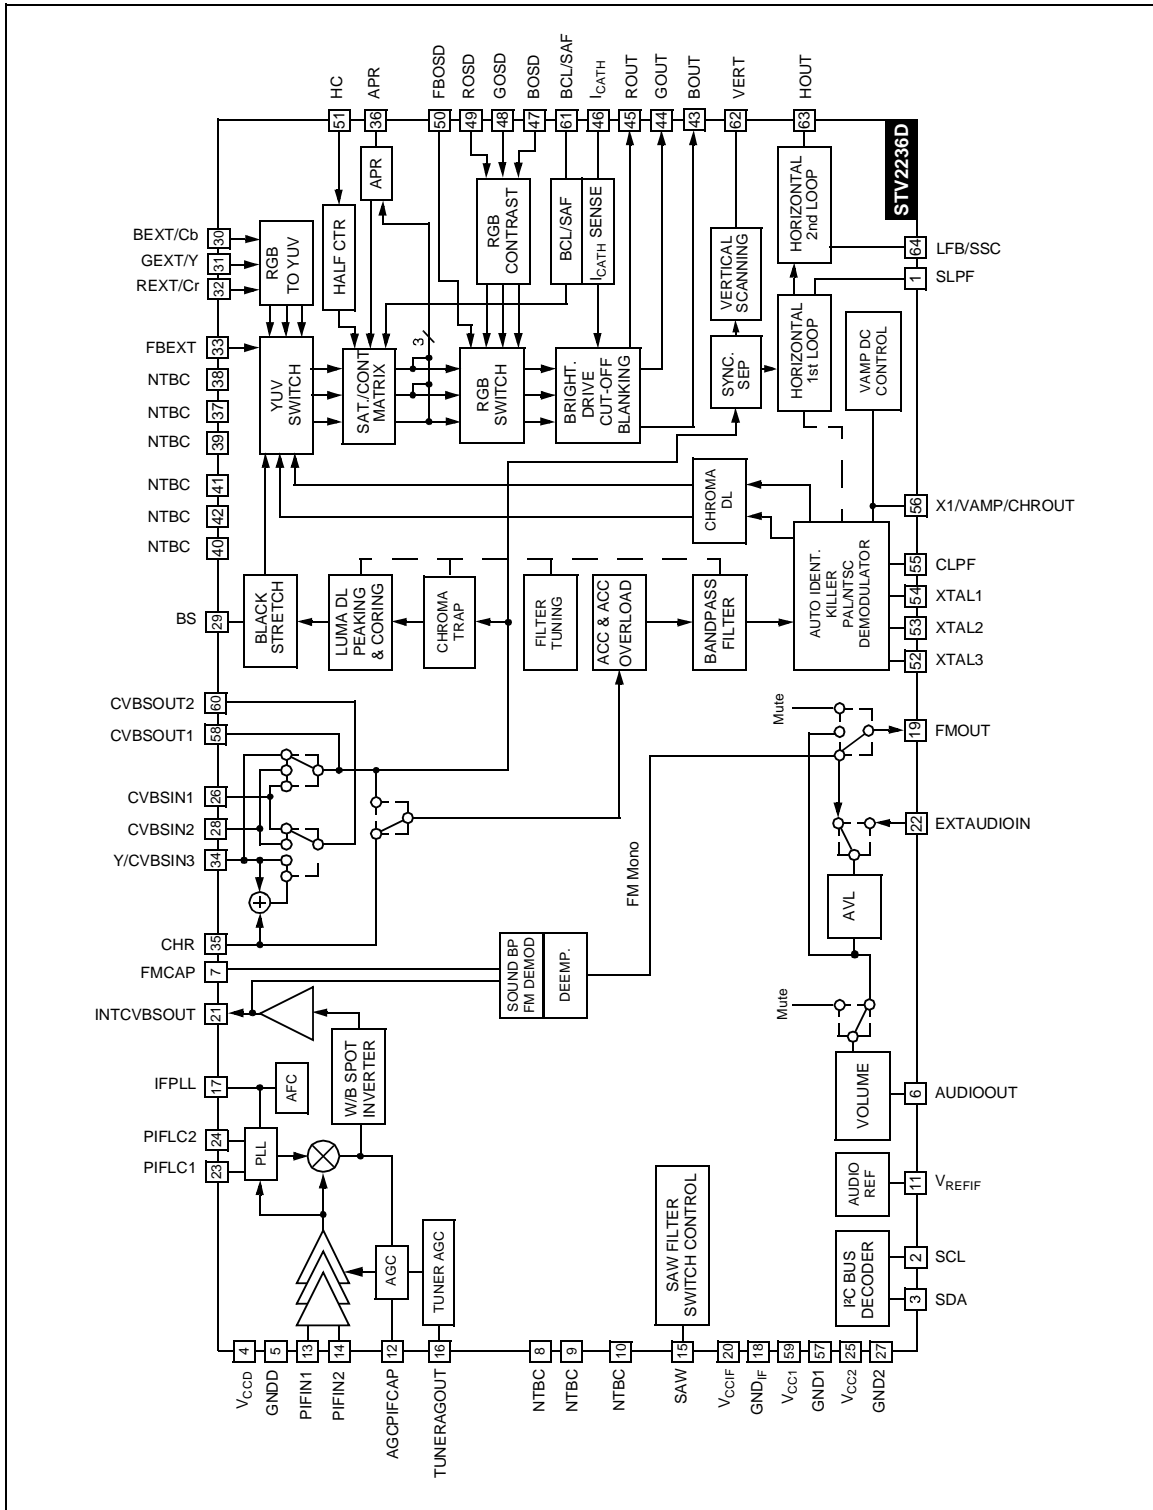 HC
APR
FBOSD
ROSD
GOSD
BOSD
BCL/SAF
ICATH
ROUT
GOUT
BOUT
VERT
HOUT
51
36
50
49
48
47
61
46
45
44
43
62
63
STV2236D
BEXT/Cb
30
GEXT/Y
31
REXT/Cr
32
FBEXT
33
NTBC
38
NTBC
37
NTBC
39
NTBC
41
NTBC
42
NTBC
40
BS
29
CVBSOUT2
60
CVBSOUT1
58
CVBSIN1
26
CVBSIN2
28
Y/CVBSIN3
34
CHR
35
FMCAP
7
INTCVBSOUT
21
IFPLL
17
PIFLC2
24
PIFLC1
23
RGB
TO YUV
HALF CTR
APR
RGB
CONTRAST
BCL/SAF
ICATH SENSE
VERTICAL
SCANNING
HORIZONTAL
2nd LOOP
YUV
SWITCH
SAT./CONT
MATRIX
3
RGB
SWITCH
BRIGHT.
DRIVE
CUT-OFF
BLANKING
SYNC.
SEP
HORIZONTAL
1st LOOP
VAMP DC
CONTROL
CHROMA
DL
BLACK
STRETCH
LUMA DL
PEAKING
& CORING
CHROMA
TRAP
FILTER
TUNING
ACC & ACC
OVERLOAD
BANDPASS
FILTER
AUTO IDENT.
KILLER
PAL/NTSC
DEMODULATOR
Mute
FM Mono
AVL
SOUND BP
FM DEMOD
DEEMP.
Mute
VOLUME
W/B SPOT
INVERTER
AFC
PLL
AGC
TUNER AGC
SAW FILTER
SWITCH CONTROL
AUDIO
REF
I²C BUS
DECODER
64
LFB/SSC
1
SLPF
56
X1/VAMP/CHROUT
55
CLPF
54
XTAL1
53
XTAL2
52
XTAL3
19
FMOUT
22
EXTAUDIOIN
6
AUDIOOUT
11
VREFIF
2
SCL
3
SDA
4
5
13
14
12
16
8
9
10
15
20
18
59
57
25
27
VCCD
GNDD
PIFIN1
PIFIN2
AGCPIFCAP
TUNERAGOUT
NTBC
NTBC
NTBC
SAW
VCCIF
GNDIF
VCC1
GND1
VCC2
GND2